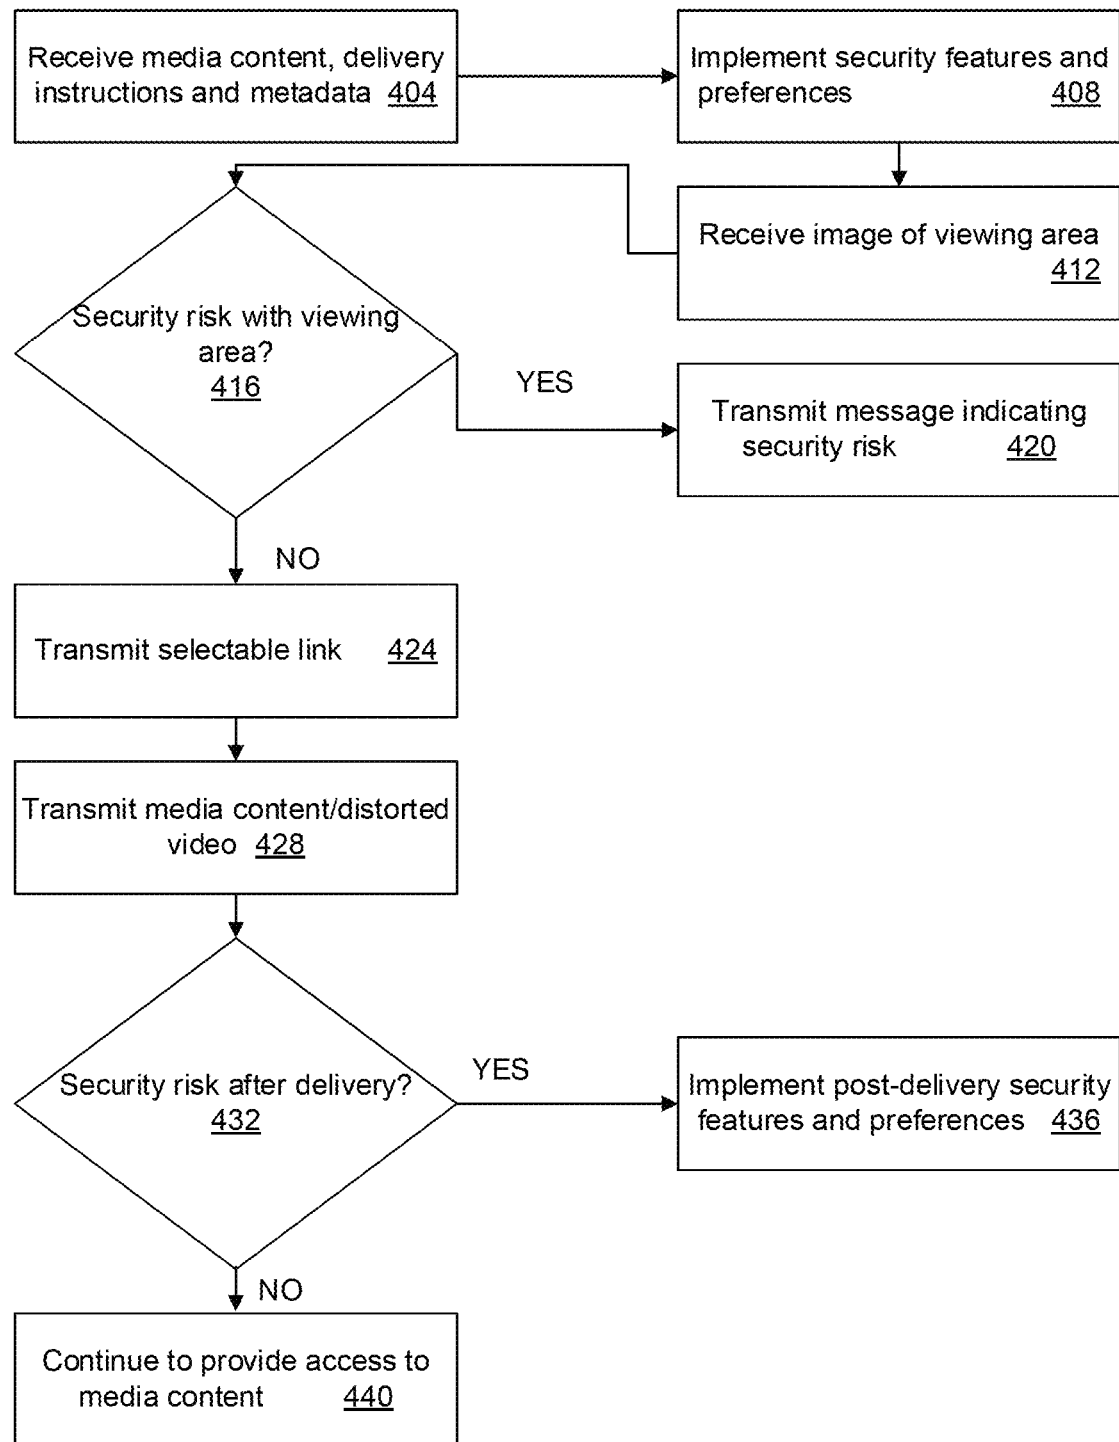 Receive media content, delivery
instructions and metadata 404
Implement security features and
preferences 408
Receive image of viewing area
412
Security risk with viewing
area?
416
YES
Transmit message indicating
security risk 420
NO
Transmit selectable link 424
Transmit media content/distorted
video 428
Security risk after delivery?
432
YES
Implement post-delivery security
features and preferences 436
NO
Continue to provide access to
media content 440